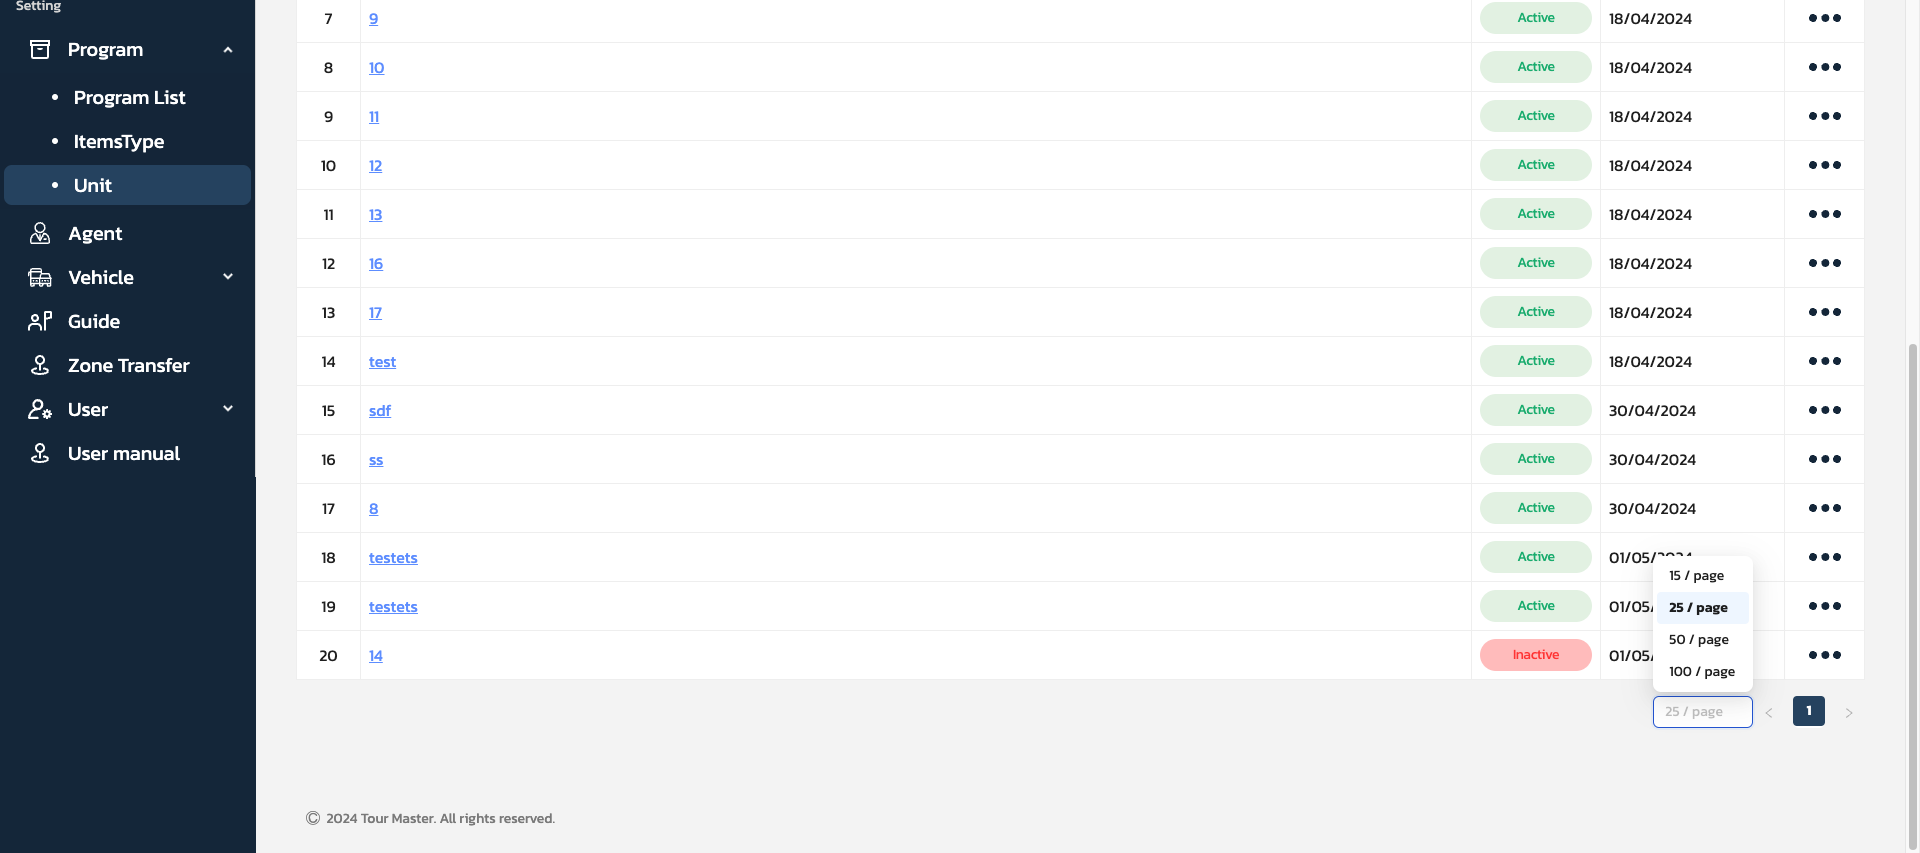 Setting
Program
Program List
ItemsType
Unit
Agent
Vehicle
Guide
Zone Transfer
User
User manual
7 9 Active 18/04/2024
8 10 Active 18/04/2024
9 11 Active 18/04/2024
10 12 Active 18/04/2024
11 13 Active 18/04/2024
12 16 Active 18/04/2024
13 17 Active 18/04/2024
14 test Active 18/04/2024
15 sdf Active 30/04/2024
16 ss Active 30/04/2024
17 8 Active 30/04/2024
18 testets Active 01/05/2024
19 testets Active 01/05/
20 14 Inactive 01/05/
15 / page
25 / page
50 / page
100 / page
25 / page < 1 >
© 2024 Tour Master. All rights reserved.